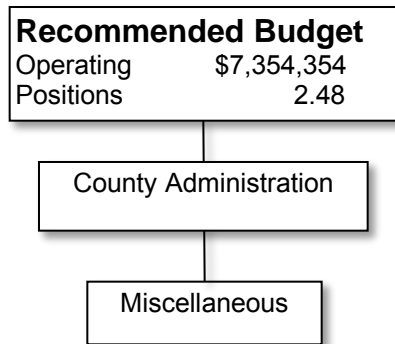 Recommended Budget
Operating $7,354,354
Positions 2.48
County Administration
Miscellaneous